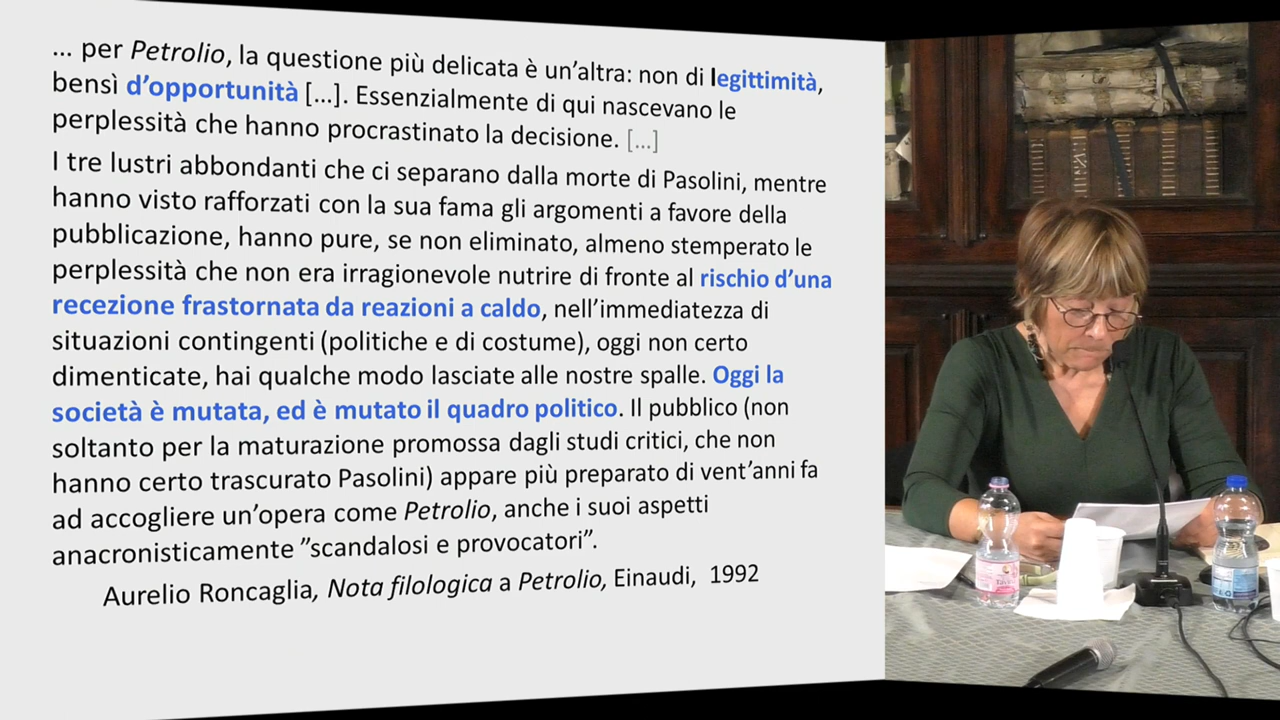 ... per Petrolio, la questione più delicata è un'altra: non di legittimità,
bensì d'opportunità [...]. Essenzialmente di qui nascevano le
perplessità che hanno procrastinato la decisione. [...]
I tre lustri abbondanti che ci separano dalla morte di Pasolini, mentre
hanno visto rafforzati con la sua fama gli argomenti a favore della
pubblicazione, hanno pure, se non eliminato, almeno stemperato le
perplessità che non era irragionevole nutrire di fronte al rischio d'una
recezione frastornata da reazioni a caldo, nell'immediatezza di
situazioni contingenti (politiche e di costume), oggi non certo
dimenticate, hai qualche modo lasciate alle nostre spalle. Oggi la
società è mutata, ed è mutato il quadro politico. Il pubblico (non
soltanto per la maturazione promossa dagli studi critici, che non
hanno certo trascurato Pasolini) appare più preparato di vent'anni fa
ad accogliere un'opera come Petrolio, anche i suoi aspetti
anacronisticamente ”scandalosi e provocatori”.
Aurelio Roncaglia, Nota filologica a Petrolio, Einaudi, 1992